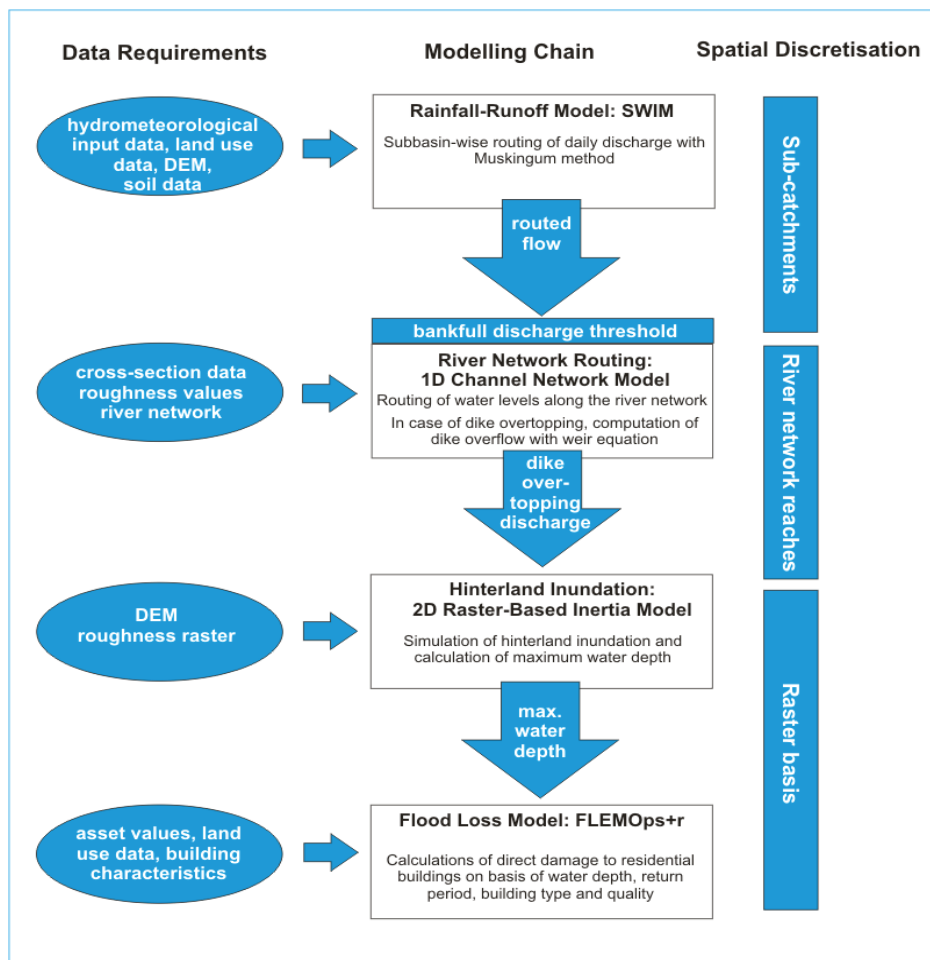 Data Requirements
Modelling Chain
Spatial Discretisation
hydrometeorological
input data, land use
data, DEM,
soil data
Rainfall-Runoff Model: SWIM
Subbasin-wise routing of daily discharge with
Muskingum method
Sub-catchments
routed
flow
bankfull discharge threshold
cross-section data
roughness values
river network
River Network Routing:
1D Channel Network Model
Routing of water levels along the river network
In case of dike overtopping, computation of
dike overflow with weir equation
River network reaches
dike
over-
topping
discharge
DEM
roughness raster
Hinterland Inundation:
2D Raster-Based Inertia Model
Simulation of hinterland inundation and
calculation of maximum water depth
Raster basis
max.
water
depth
asset values, land
use data, building
characteristics
Flood Loss Model: FLEMOps+r
Calculations of direct damage to residential
buildings on basis of water depth, return
period, building type and quality